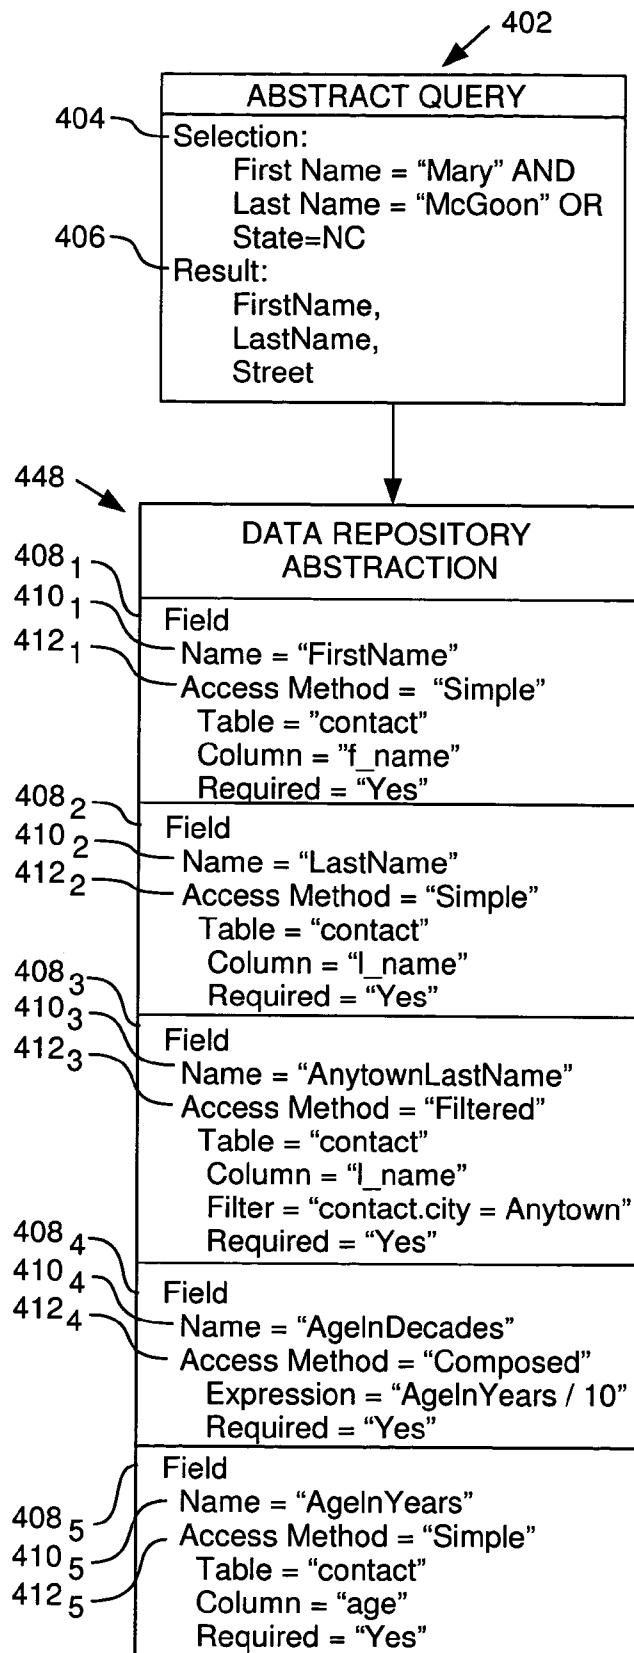 402
ABSTRACT QUERY
404
Selection:
First Name = “Mary” AND
Last Name = “McGoon” OR
State=NC
406
Result:
FirstName,
LastName,
Street
448
DATA REPOSITORY
ABSTRACTION
408 1
Field
410 1
Name = “FirstName”
412 1
Access Method = “Simple”
Table = ”contact”
Column = “f_name”
Required = “Yes”
408 2
Field
410 2
Name = “LastName”
412 2
Access Method = “Simple”
Table = “contact”
Column = “l_name”
Required = “Yes”
408 3
Field
410 3
Name = “AnytownLastName”
412 3
Access Method = “Filtered”
Table = “contact”
Column = “l_name”
Filter = “contact.city = Anytown”
Required = “Yes”
408 4
Field
410 4
Name = “AgeInDecades”
412 4
Access Method = “Composed”
Expression = “AgeInYears / 10”
Required = “Yes”
408 5
Field
410 5
Name = “AgeInYears”
412 5
Access Method = “Simple”
Table = “contact”
Column = “age”
Required = “Yes”